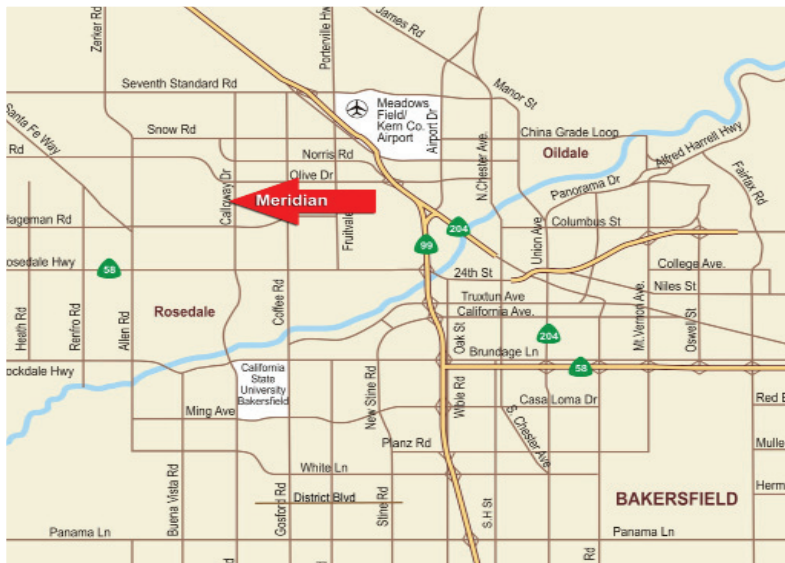 Zerker Rd
Porterville Hwy
James Rd
Seventh Standard Rd
Manor St
Santa Fe Way
Meadows
Field/
Kern Co.
Airport
Airport Dr
Snow Rd
China Grade Loop
N.Chester Ave.
Oildale
Alfred Harrell Hwy
Rd
Norris Rd
Olive Dr
Panorama Dr
Fairfax Rd
Calloway Dr
Meridian
Fruitvale
Hageman Rd
204
Columbus St
Union Ave
99
Rosedale Hwy
58
24th St
College Ave.
Niles St
Heath Rd
Renfro Rd
Allen Rd
Rosedale
Coffee Rd
Truxtun Ave
California Ave.
Mt.Vernon Ave.
Oswell St
Oak St
204
Brundage Ln
ockdale Hwy
California
State
University
Bakersfield
58
New Stine Rd
Wible Rd
Casa Loma Dr
Red B
Ming Ave
S. Chester Ave.
Planz Rd
Mulle
White Ln
Buena Vista Rd
Gosford Rd
District Blvd
Stine Rd
S.H St
Herm
BAKERSFIELD
Panama Ln
Panama Ln
Rd